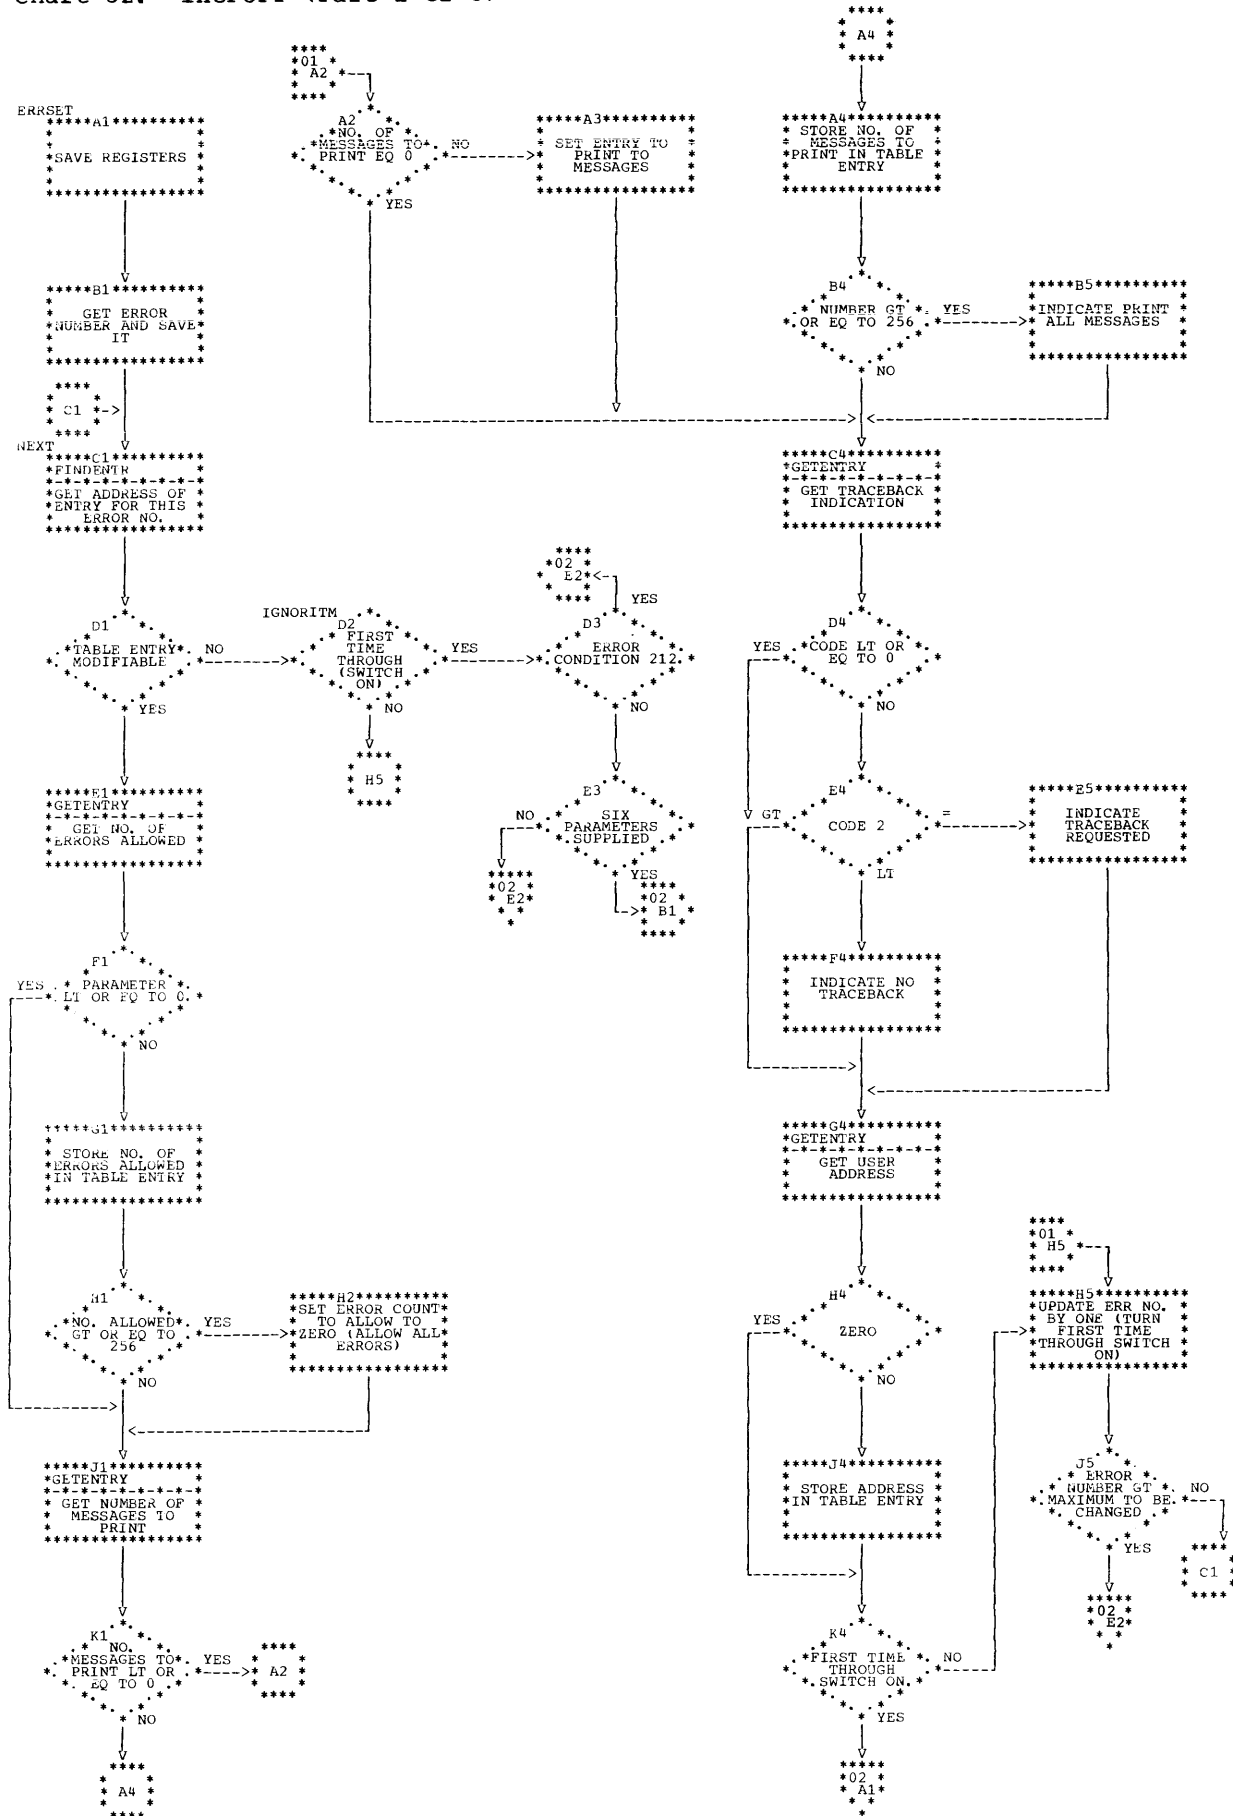 ERRSET
A1
SAVE REGISTERS
B1
GET ERROR
NUMBER AND SAVE
IT
C1
NEXT
C1
FINDENTR
GET ADDRESS OF
ENTRY FOR THIS
ERROR NO.
D1
TABLE ENTRY
MODIFIABLE
NO
YES
E1
GETENTRY
GET NO. OF
ERRORS ALLOWED
F1
PARAMETER
LT OR EQ TO 0
YES
NO
G1
STORE NO. OF
ERRORS ALLOWED
IN TABLE ENTRY
H1
NO. ALLOWED
GT OR EQ TO
256
YES
NO
H2
SET ERROR COUNT
TO ALLOW TO
ZERO (ALLOW ALL
ERRORS)
J1
GETENTRY
GET NUMBER OF
MESSAGES TO
PRINT
K1
NO.
MESSAGES TO
PRINT LT OR
EQ TO 0
YES
A2
NO
A4
01
A2
A2
NO. OF
MESSAGES TO
PRINT EQ 0
NO
YES
A3
SET ENTRY TO
PRINT TO
MESSAGES
IGNORITM
D2
FIRST
TIME
THROUGH
(SWITCH
ON)
YES
NO
H5
02
E2
YES
D3
ERROR
CONDITION 212
NO
E3
SIX
PARAMETERS
SUPPLIED
NO
02
E2
YES
02
B1
A4
A4
STORE NO. OF
MESSAGES TO
PRINT IN TABLE
ENTRY
B4
NUMBER GT
OR EQ TO 256
YES
NO
B5
INDICATE PRINT
ALL MESSAGES
C4
GETENTRY
GET TRACEBACK
INDICATION
D4
CODE LT OR
EQ TO 0
YES
NO
E4
CODE 2
GT
=
LT
E5
INDICATE
TRACEBACK
REQUESTED
F4
INDICATE NO
TRACEBACK
G4
GETENTRY
GET USER
ADDRESS
H4
ZERO
YES
NO
J4
STORE ADDRESS
IN TABLE ENTRY
K4
FIRST TIME
THROUGH
SWITCH ON
NO
YES
02
A1
01
H5
H5
UPDATE ERR NO.
BY ONE (TURN
FIRST TIME
THROUGH SWITCH
ON)
J5
ERROR
NUMBER GT
MAXIMUM TO BE
CHANGED
NO
C1
YES
02
E2